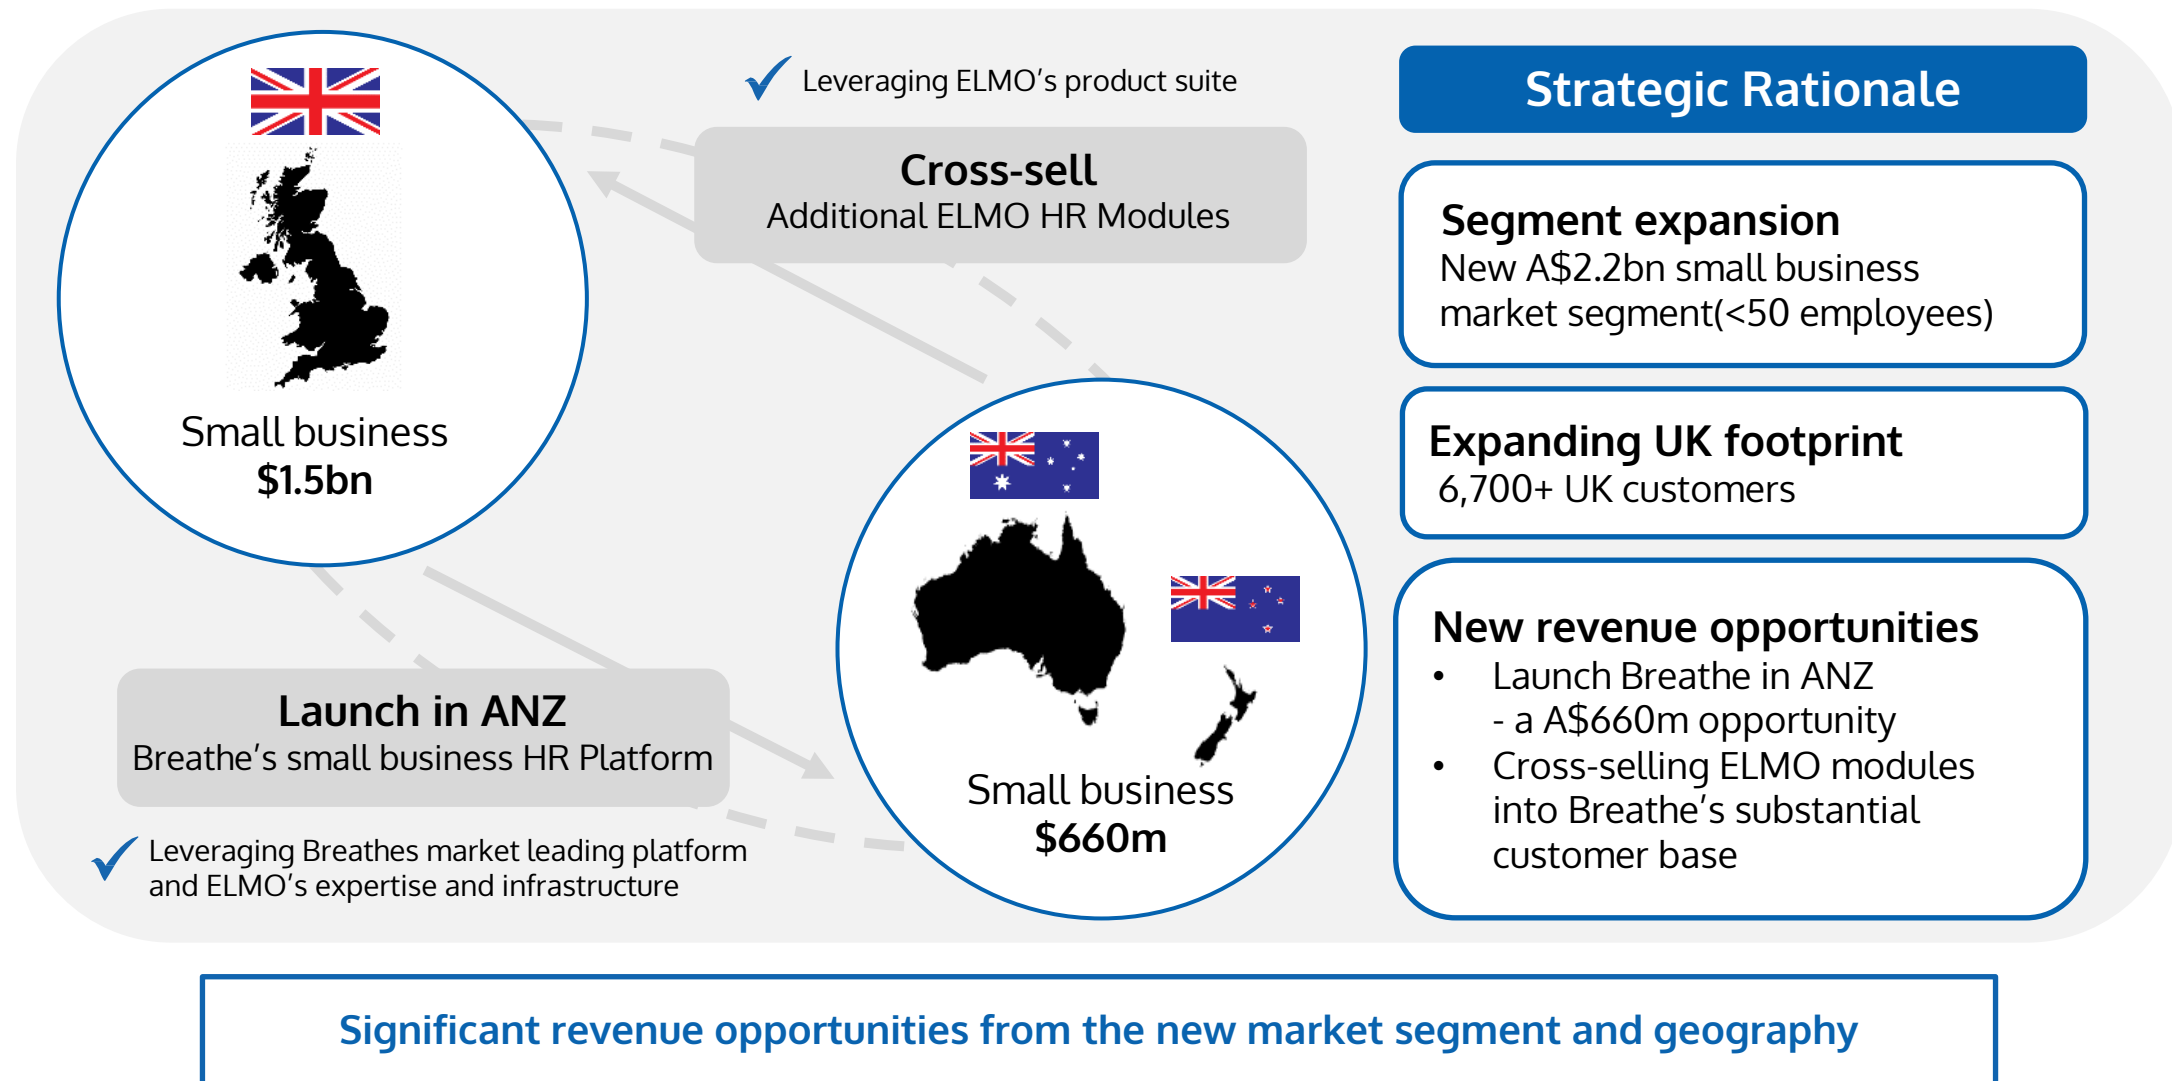 Leveraging ELMO's product suite
Cross-sell
Additional ELMO HR Modules
Small business
$1.5bn
Small business
$660m
Launch in ANZ
Breathe's small business HR Platform
Leveraging Breathes market leading platform
and ELMO's expertise and infrastructure
Strategic Rationale
Segment expansion
New A$2.2bn small business
market segment(<50 employees)
Expanding UK footprint
6,700+ UK customers
New revenue opportunities
• Launch Breathe in ANZ
- a A$660m opportunity
• Cross-selling ELMO modules
into Breathe's substantial
customer base
Significant revenue opportunities from the new market segment and geography